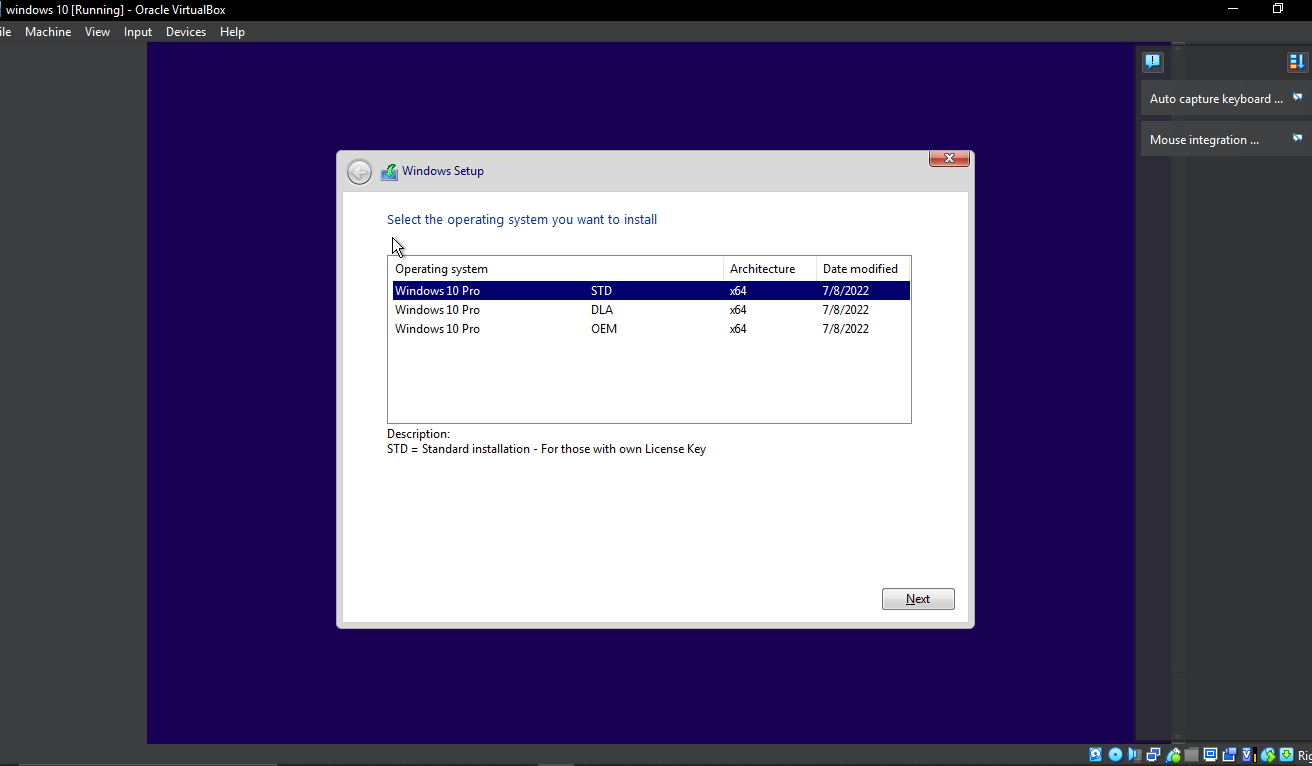 windows 10 [Running] - Oracle VirtualBox
ile Machine View Input Devices Help
Auto capture keyboard ...
Mouse integration ...
Windows Setup
Select the operating system you want to install
Operating system Architecture Date modified
Windows 10 Pro STD x64 7/8/2022
Windows 10 Pro DLA x64 7/8/2022
Windows 10 Pro OEM x64 7/8/2022
Description:
STD = Standard installation - For those with own License Key
Next
Rig